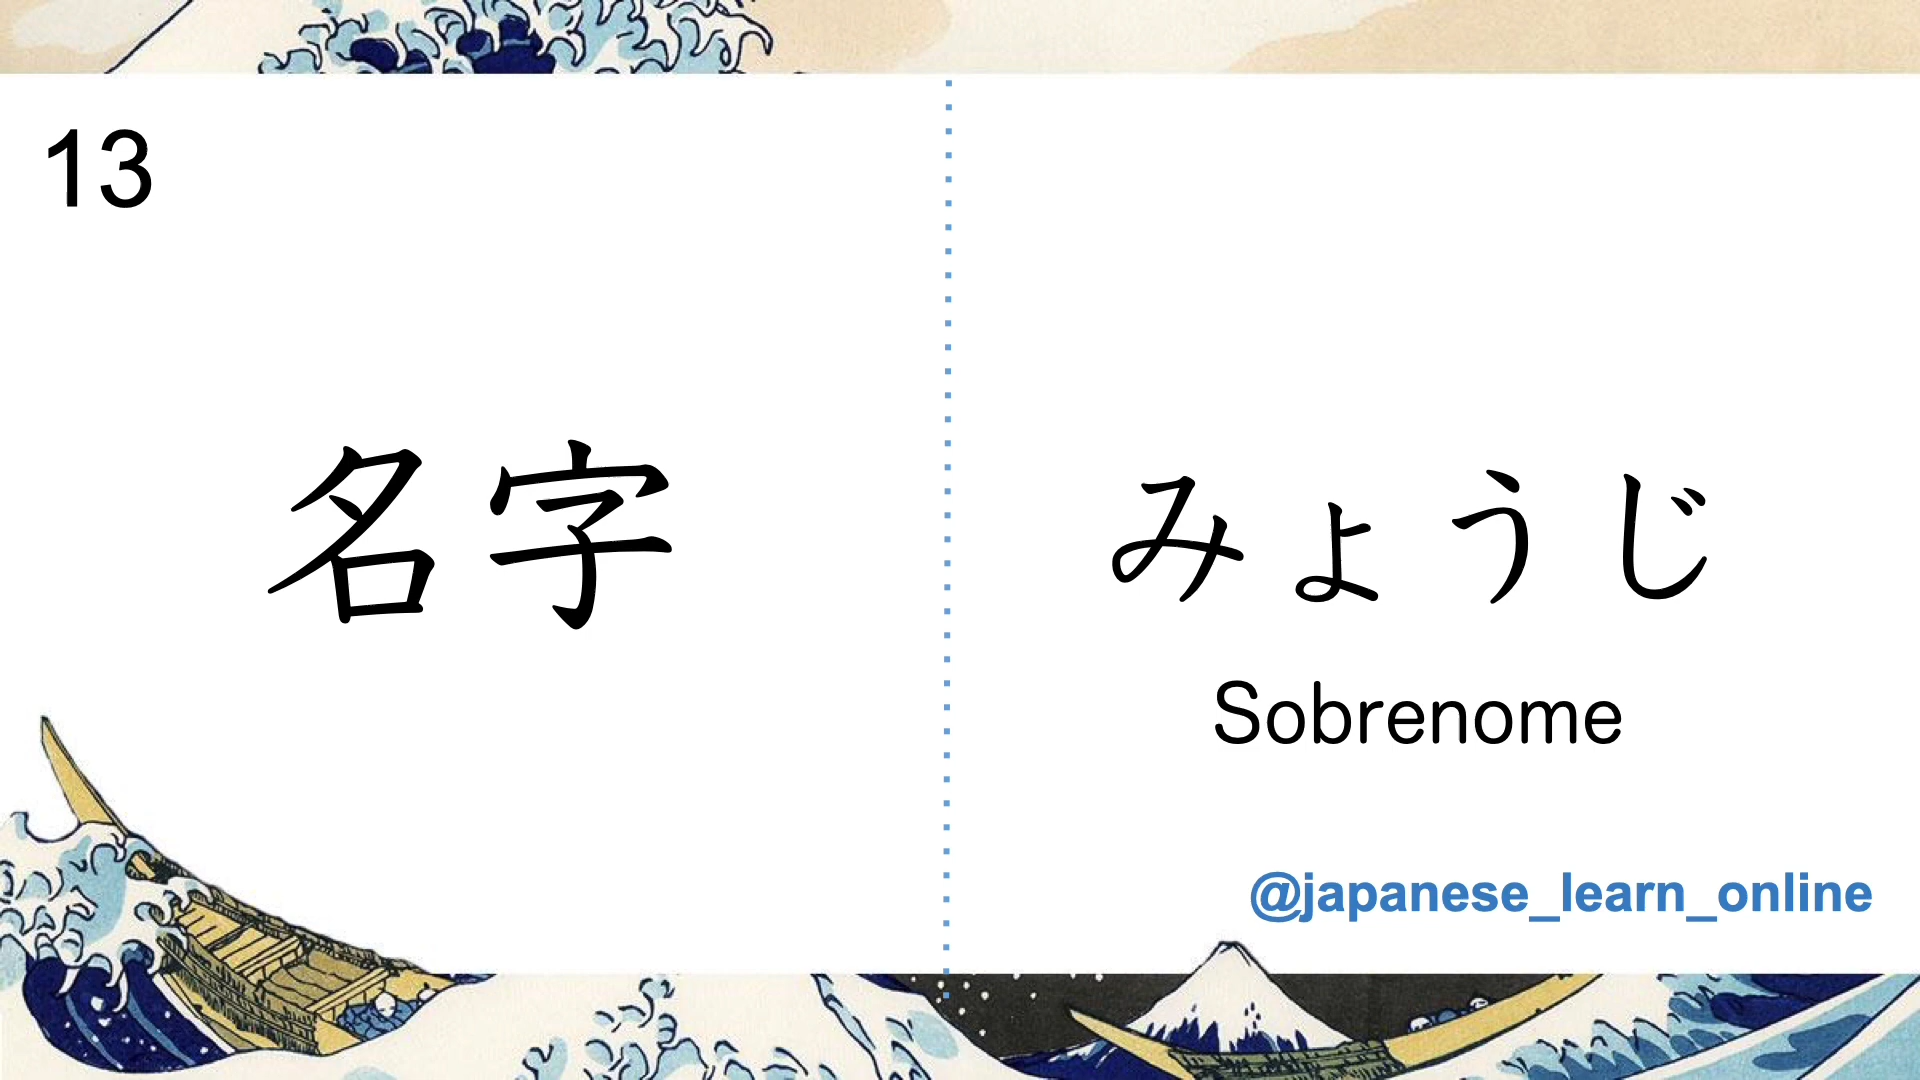 13
名字
みょうじ
Sobrenome
@japanese_learn_online